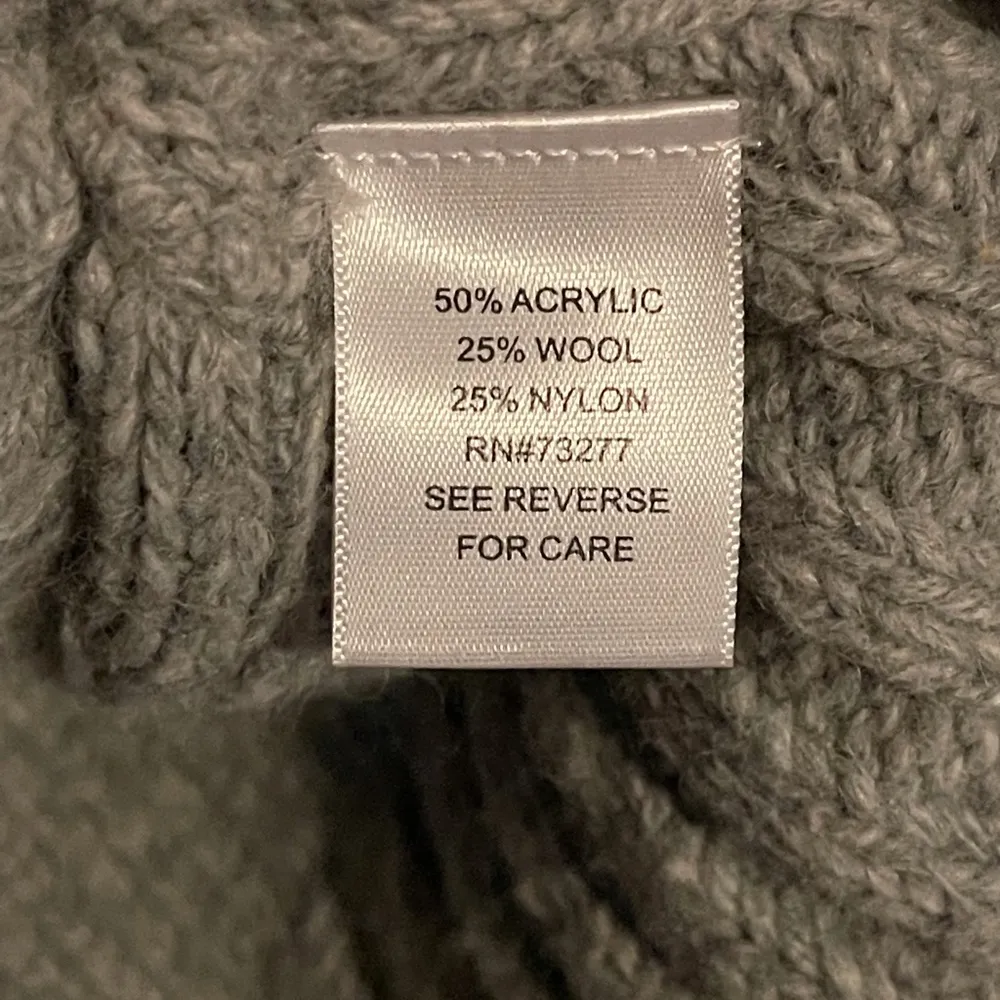 50% ACRYLIC
25% WOOL
25% NYLON
RN#73277
SEE REVERSE
FOR CARE